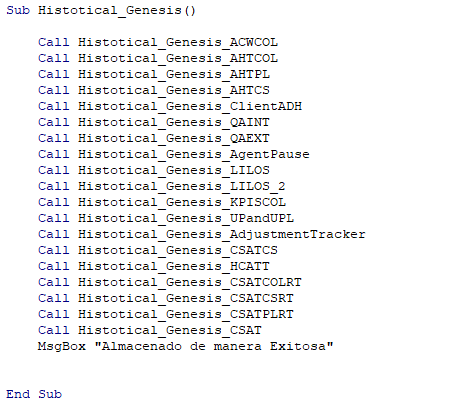 Sub Histotical_Genesis()
Call Histotical_Genesis_ACWCOL
Call Histotical_Genesis_AHTCOL
Call Histotical_Genesis_AHTPL
Call Histotical_Genesis_AHTCS
Call Histotical_Genesis_ClientADH
Call Histotical_Genesis_QAINT
Call Histotical_Genesis_QAEXT
Call Histotical_Genesis_AgentPause
Call Histotical_Genesis_LILOS
Call Histotical_Genesis_LILOS_2
Call Histotical_Genesis_KPISCOL
Call Histotical_Genesis_UPandUPL
Call Histotical_Genesis_AdjustmentTracker
Call Histotical_Genesis_CSATCS
Call Histotical_Genesis_HCATT
Call Histotical_Genesis_CSATCOLRT
Call Histotical_Genesis_CSATCSRT
Call Histotical_Genesis_CSATPLRT
Call Histotical_Genesis_CSAT
MsgBox "Almacenado de manera Exitosa"
End Sub